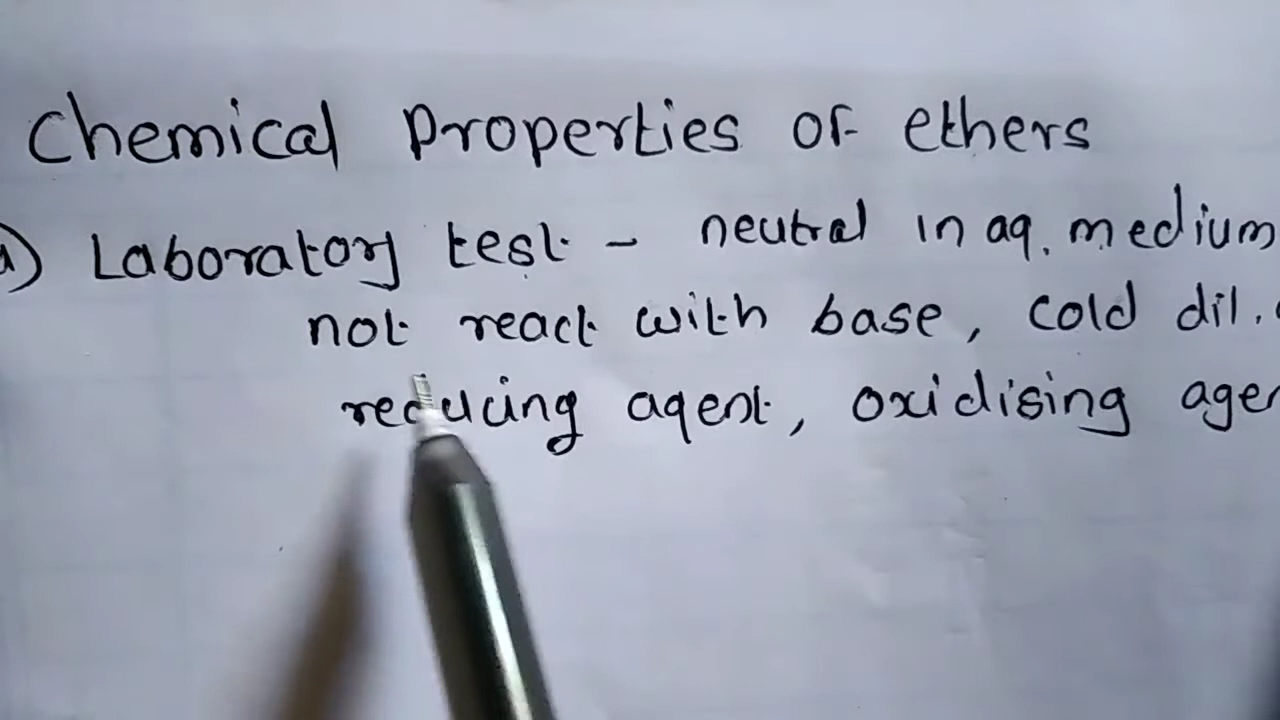 Chemical Properties of ethers
a) Laboratory test - neutral in aq. medium
not react with base, cold dil.
reducing agent, oxidising agen